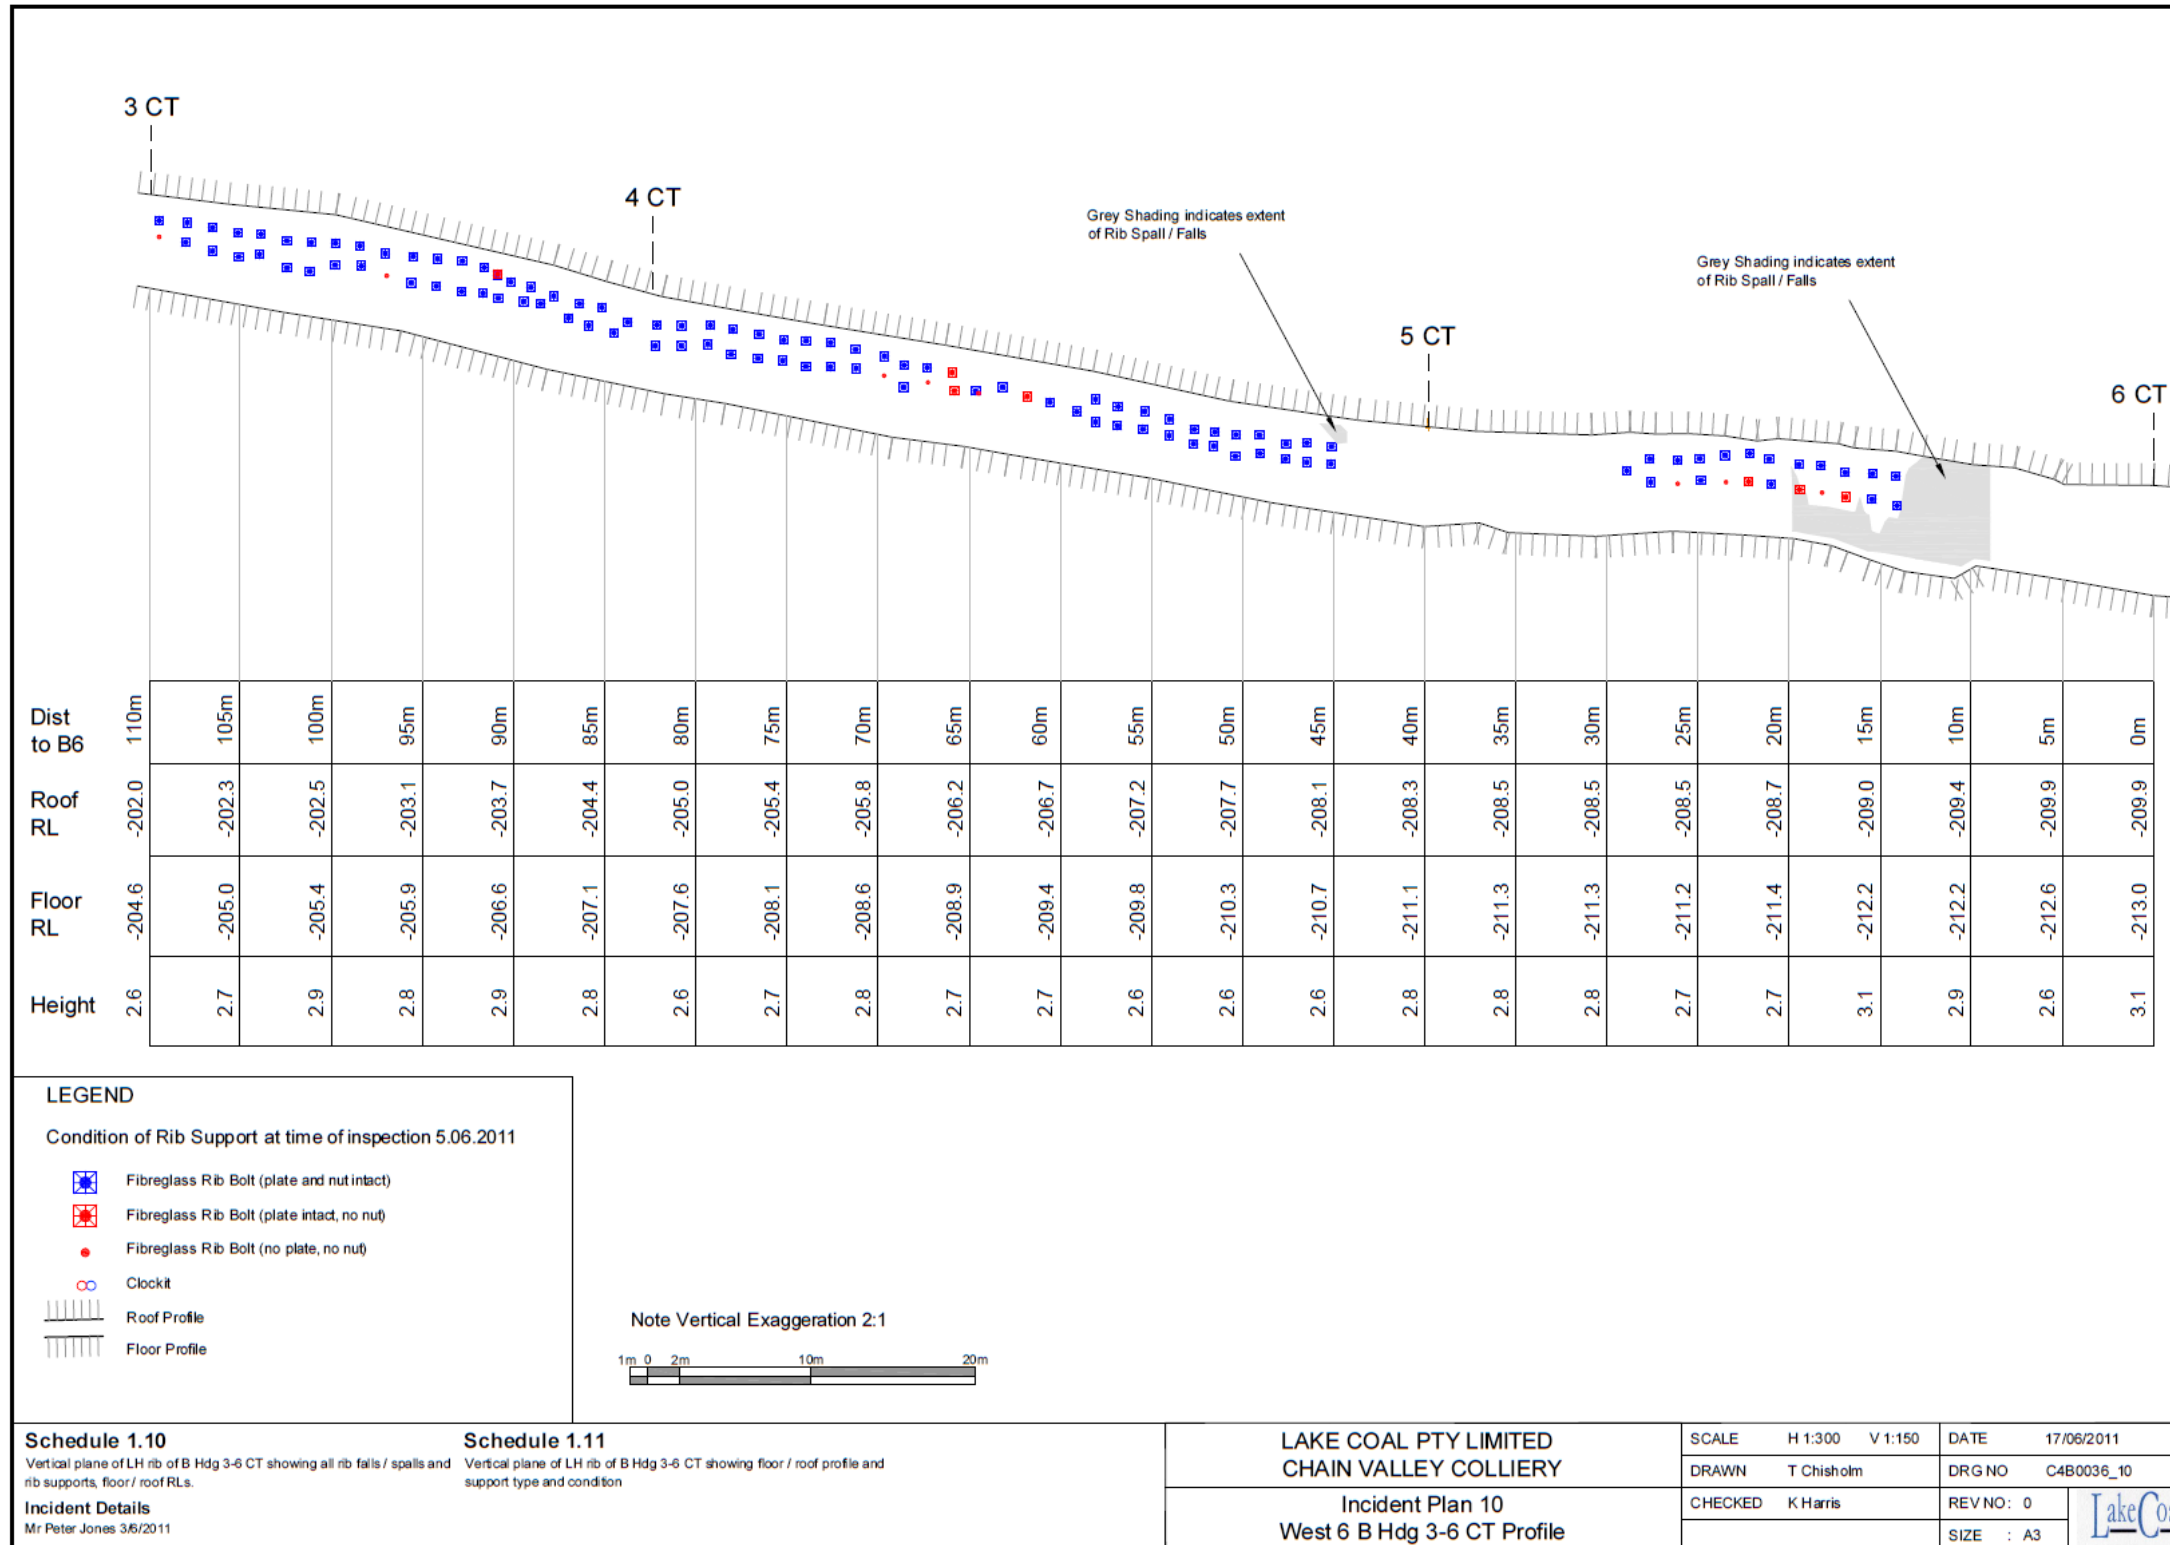 3 CT
4 CT
Grey Shading indicates extent
of Rib Spall / Falls
Grey Shading indicates extent
of Rib Spall / Falls
5 CT
6 CT
Dist
to B6
110m 105m 100m 95m 90m 85m 80m 75m 70m 65m 60m 55m 50m 45m 40m 35m 30m 25m 20m 15m 10m 5m 0m
Roof
RL
-202.0 -202.3 -202.5 -203.1 -203.7 -204.4 -205.0 -205.4 -205.8 -206.2 -206.7 -207.2 -207.7 -208.1 -208.3 -208.5 -208.5 -208.5 -208.7 -209.0 -209.4 -209.9 -209.9
Floor
RL
-204.6 -205.0 -205.4 -205.9 -206.6 -207.1 -207.6 -208.1 -208.6 -208.9 -209.4 -209.8 -210.3 -210.7 -211.1 -211.3 -211.3 -211.2 -211.4 -212.2 -212.2 -212.6 -213.0
Height 2.6 2.7 2.9 2.8 2.9 2.8 2.6 2.7 2.8 2.7 2.7 2.6 2.6 2.6 2.8 2.8 2.8 2.7 2.7 3.1 2.9 2.6 3.1
LEGEND
Condition of Rib Support at time of inspection 5.06.2011
Fibreglass Rib Bolt (plate and nut intact)
Fibreglass Rib Bolt (plate intact, no nut)
Fibreglass Rib Bolt (no plate, no nut)
Clockit
Roof Profile
Floor Profile
Note Vertical Exaggeration 2:1
1m 0 2m 10m 20m
Schedule 1.10
Vertical plane of LH rib of B Hdg 3-6 CT showing all rib falls / spalls and
rib supports, floor / roof RLs.
Incident Details
Mr Peter Jones 3/6/2011
Schedule 1.11
Vertical plane of LH rib of B Hdg 3-6 CT showing floor / roof profile and
support type and condition
LAKE COAL PTY LIMITED
CHAIN VALLEY COLLIERY
Incident Plan 10
West 6 B Hdg 3-6 CT Profile
SCALE H 1:300 V 1:150
DRAWN T Chisholm
CHECKED K Harris
DATE 17/06/2011
DRG NO C4B0036_10
REV NO: 0
SIZE : A3